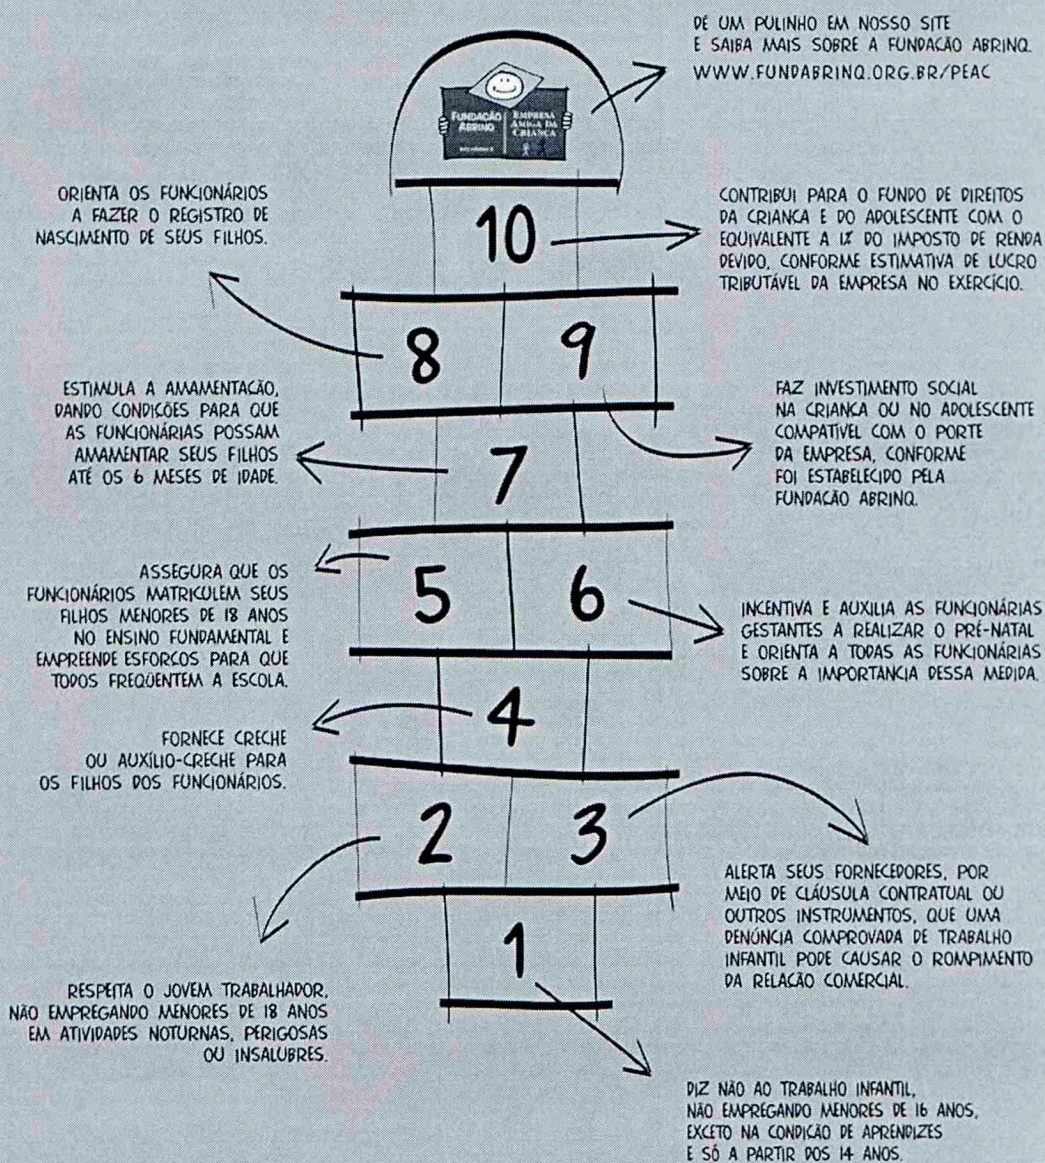 DÊ UM PULINHO EM NOSSO SITE
E SAIBA MAIS SOBRE A FUNDAÇÃO ABRINQ.
WWW.FUNDABRINQ.ORG.BR/PEAC
FUNDAÇÃO
ABRINQ
EMPRESA
AMIGA DA
CRIANÇA
10
CONTRIBUI PARA O FUNDO DE DIREITOS
DA CRIANÇA E DO ADOLESCENTE COM O
EQUIVALENTE A 1% DO IMPOSTO DE RENDA
DEVIDO, CONFORME ESTIMATIVA DE LUCRO
TRIBUTÁVEL DA EMPRESA NO EXERCÍCIO.
ORIENTA OS FUNCIONÁRIOS
A FAZER O REGISTRO DE
NASCIMENTO DE SEUS FILHOS.
8
9
FAZ INVESTIMENTO SOCIAL
NA CRIANÇA OU NO ADOLESCENTE
COMPATÍVEL COM O PORTE
DA EMPRESA, CONFORME
FOI ESTABELECIDO PELA
FUNDAÇÃO ABRINQ.
ESTIMULA A AMAMENTAÇÃO,
DANDO CONDIÇÕES PARA QUE
AS FUNCIONÁRIAS POSSAM
AMAMENTAR SEUS FILHOS
ATÉ OS 6 MESES DE IDADE.
7
ASSEGURA QUE OS
FUNCIONÁRIOS MATRICULEM SEUS
FILHOS MENORES DE 18 ANOS
NO ENSINO FUNDAMENTAL E
EMPREENDE ESFORÇOS PARA QUE
TODOS FREQÜENTEM A ESCOLA.
5
6
INCENTIVA E AUXILIA AS FUNCIONÁRIAS
GESTANTES A REALIZAR O PRÉ-NATAL
E ORIENTA A TODAS AS FUNCIONÁRIAS
SOBRE A IMPORTÂNCIA DESSA MEDIDA.
4
FORNECE CRECHE
OU AUXÍLIO-CRECHE PARA
OS FILHOS DOS FUNCIONÁRIOS.
2
3
ALERTA SEUS FORNECEDORES, POR
MEIO DE CLÁUSULA CONTRATUAL OU
OUTROS INSTRUMENTOS, QUE UMA
DENÚNCIA COMPROVADA DE TRABALHO
INFANTIL PODE CAUSAR O ROMPIMENTO
DA RELAÇÃO COMERCIAL.
RESPEITA O JOVEM TRABALHADOR,
NÃO EMPREGANDO MENORES DE 18 ANOS
EM ATIVIDADES NOTURNAS, PERIGOSAS
OU INSALUBRES.
1
DIZ NÃO AO TRABALHO INFANTIL,
NÃO EMPREGANDO MENORES DE 16 ANOS,
EXCETO NA CONDIÇÃO DE APRENDIZES
E SÓ A PARTIR DOS 14 ANOS.